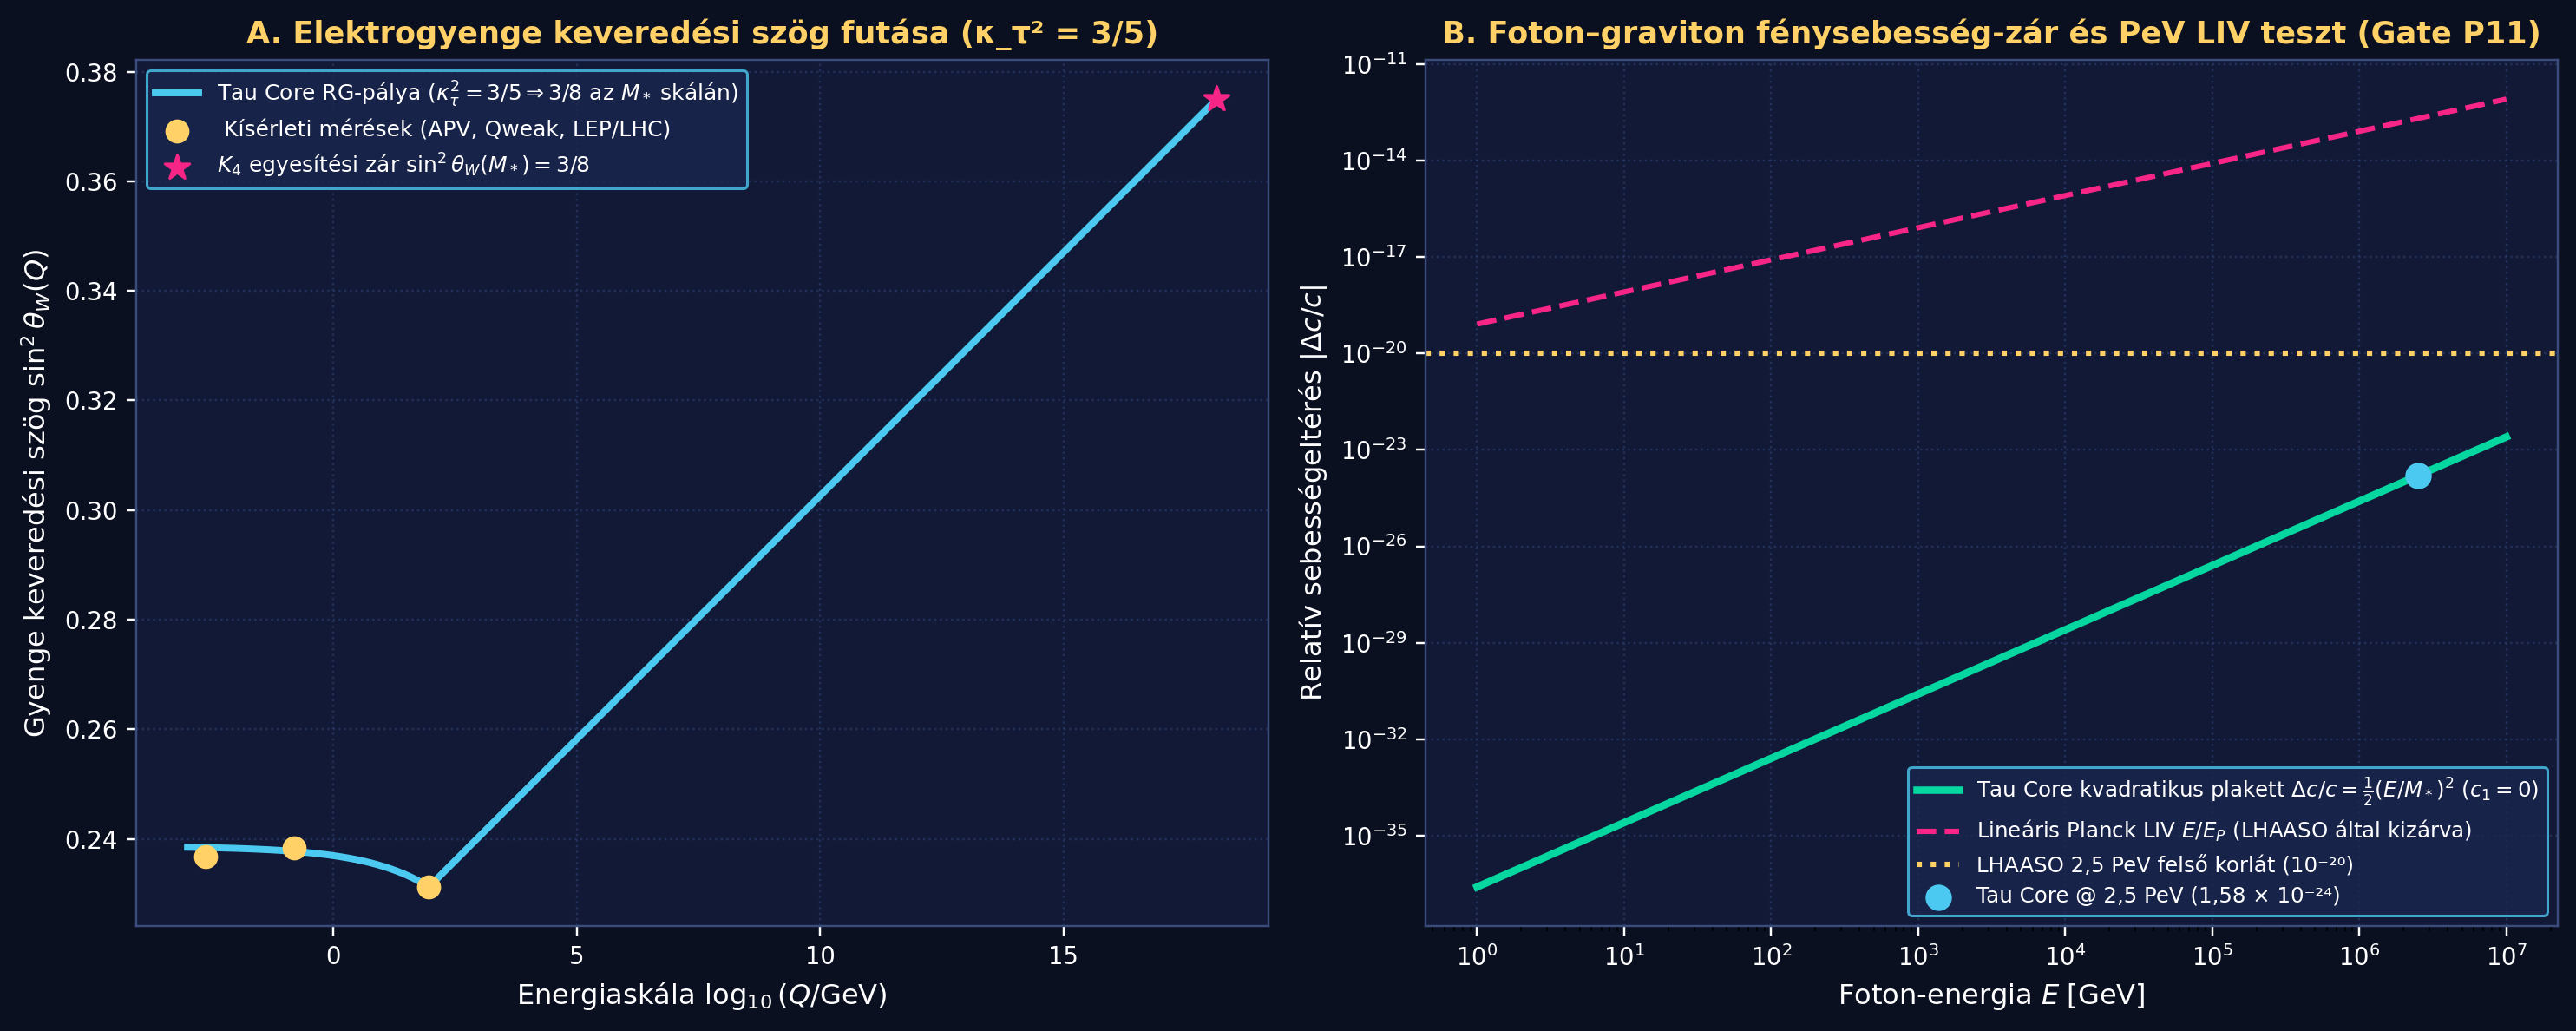 A. Elektrogyenge keveredési szög futása (κ_τ² = 3/5)
Gyenge keveredési szög sin² θ_W(Q)
0.38
0.36
0.34
0.32
0.30
0.28
0.26
0.24
Tau Core RG-pálya (κ_τ² = 3/5 ⇒ 3/8 az M_* skálán)
Kísérleti mérések (APV, Qweak, LEP/LHC)
K₄ egyesítési zár sin² θ_W(M_*) = 3/8
0
5
10
15
Energiaskála log₁₀ (Q/GeV)
B. Foton–graviton fénysebesség-zár és PeV LIV teszt (Gate P11)
Relatív sebességeltérés |Δc/c|
10⁻¹¹
10⁻¹⁴
10⁻¹⁷
10⁻²⁰
10⁻²³
10⁻²⁶
10⁻²⁹
10⁻³²
10⁻³⁵
Tau Core kvadratikus plakett Δc/c = ½(E/M_*)² (c₁ = 0)
Lineáris Planck LIV E/E_P (LHAASO által kizárva)
LHAASO 2,5 PeV felső korlát (10⁻²⁰)
Tau Core @ 2,5 PeV (1,58 × 10⁻²⁴)
10⁰
10¹
10²
10³
10⁴
10⁵
10⁶
10⁷
Foton-energia E [GeV]